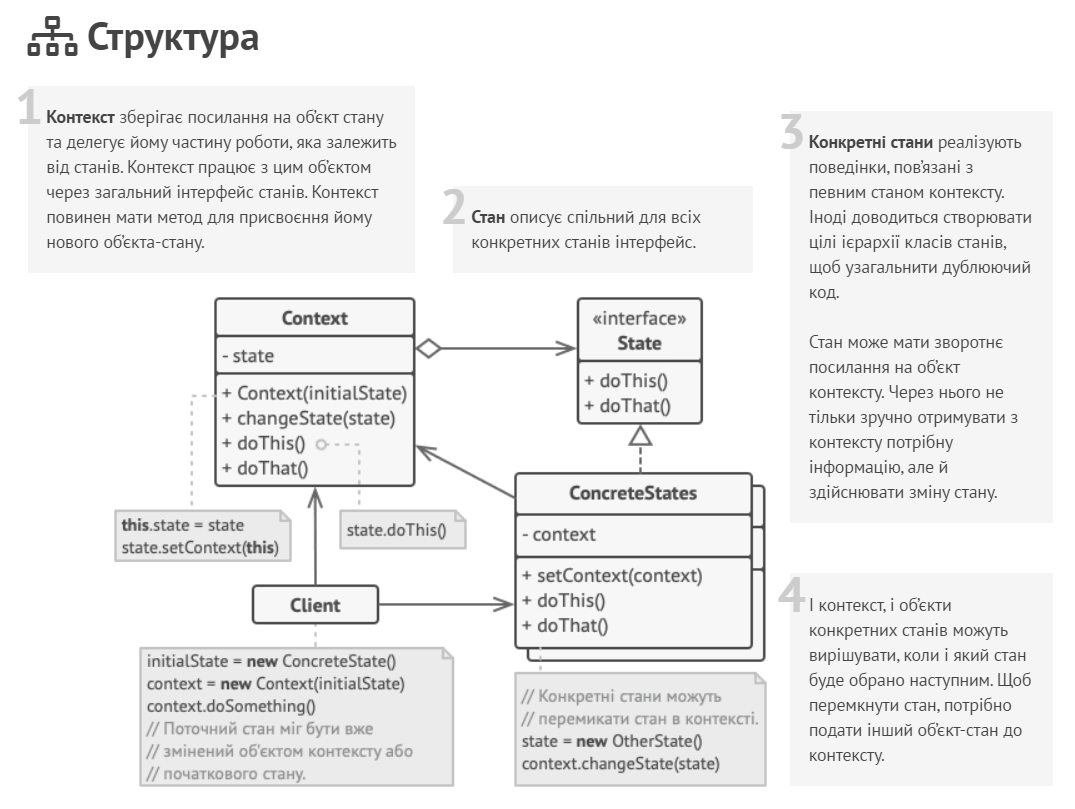 Структура
1
Контекст зберігає посилання на об'єкт стану
та делегує йому частину роботи, яка залежить
від станів. Контекст працює з цим об'єктом
через загальний інтерфейс станів. Контекст
повинен мати метод для присвоєння йому
нового об'єкта-стану.
2
Стан описує спільний для всіх
конкретних станів інтерфейс.
3
Конкретні стани реалізують
поведінки, пов'язані з
певним станом контексту.
Іноді доводиться створювати
цілі ієрархії класів станів,
щоб узагальнити дублюючий
код.
Стан може мати зворотнє
посилання на об'єкт
контексту. Через нього не
тільки зручно отримувати з
контексту потрібну
інформацію, але й
здійснювати зміну стану.
4
І контекст, і об'єкти
конкретних станів можуть
вирішувати, коли і який стан
буде обрано наступним. Щоб
перемкнути стан, потрібно
подати інший об'єкт-стан до
контексту.
Context
- state
+ Context(initialState)
+ changeState(state)
+ doThis()
+ doThat()
«interface»
State
+ doThis()
+ doThat()
this.state = state
state.setContext(this)
state.doThis()
ConcreteStates
- context
+ setContext(context)
+ doThis()
+ doThat()
Client
initialState = new ConcreteState()
context = new Context(initialState)
context.doSomething()
// Поточний стан міг бути вже
// змінений об'єктом контексту або
// початкового стану.
// Конкретні стани можуть
// перемикати стан в контексті.
state = new OtherState()
context.changeState(state)